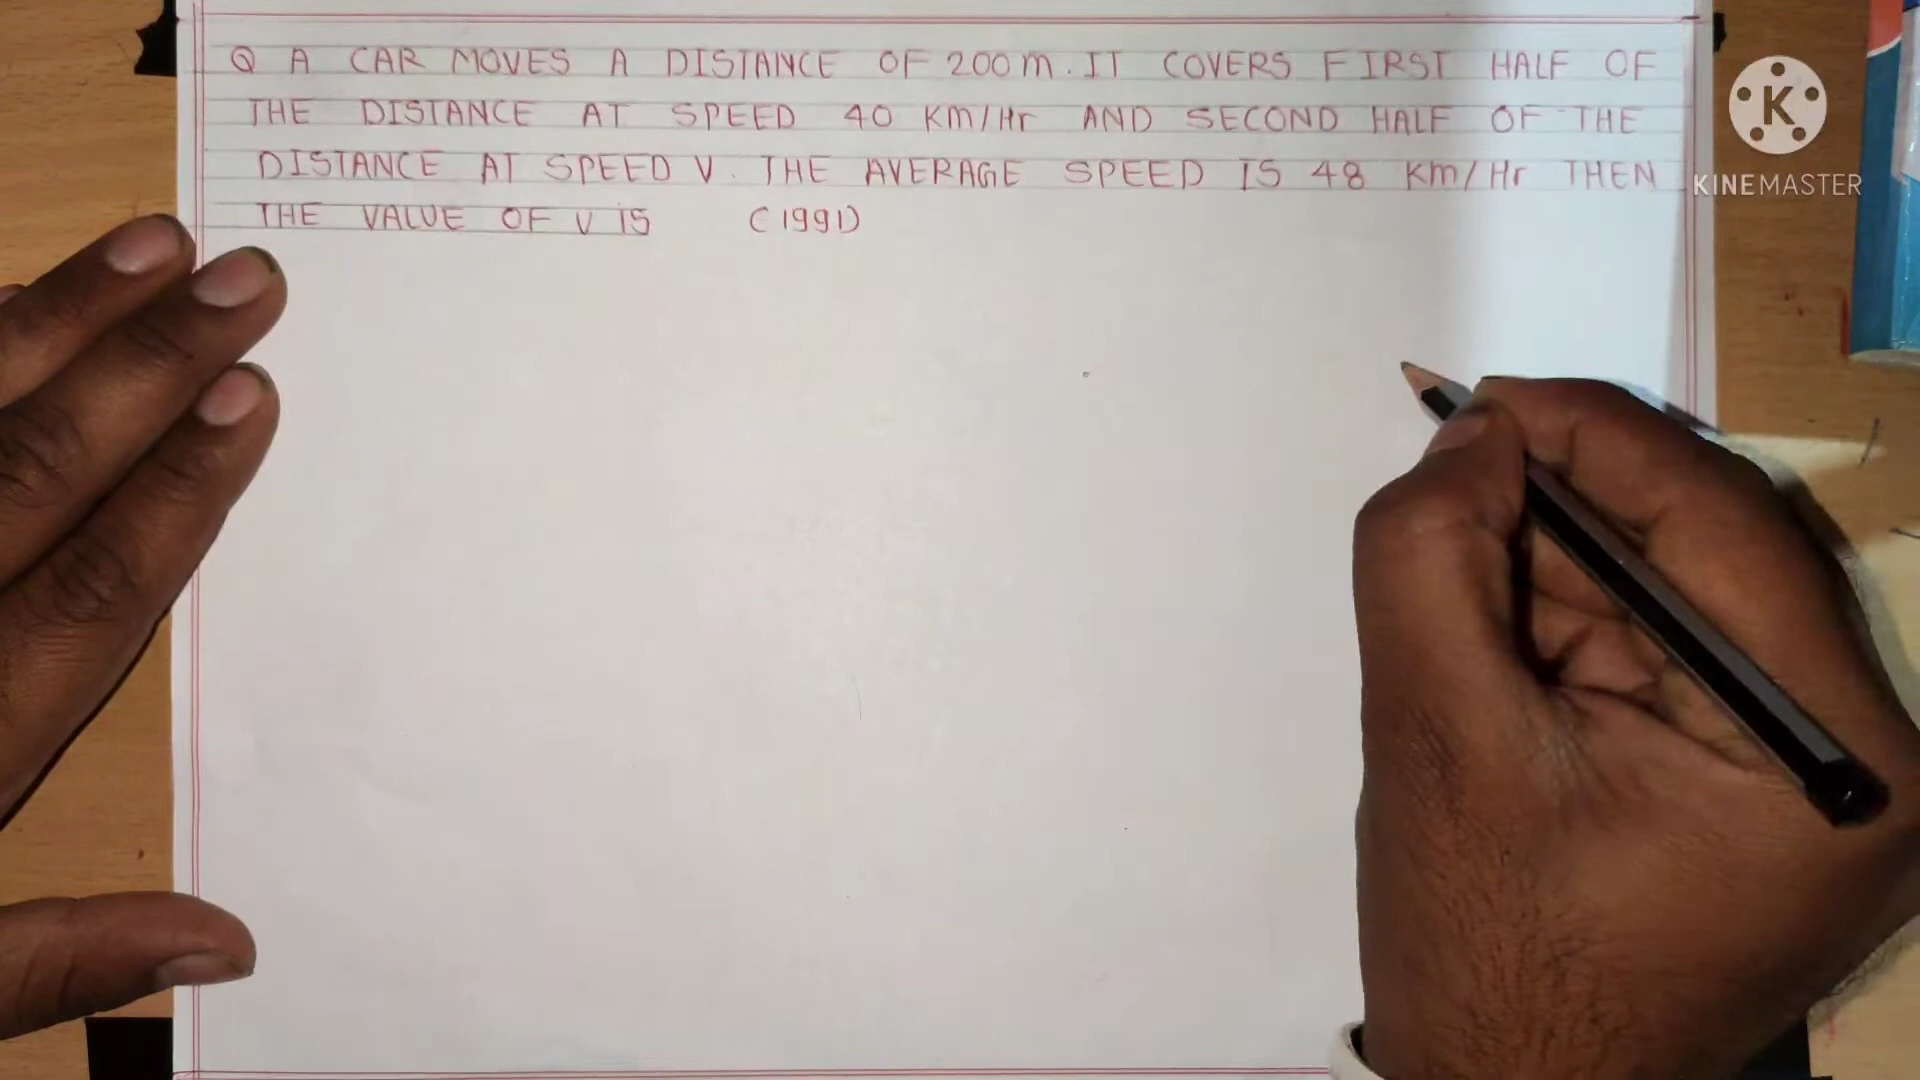 Q A CAR MOVES A DISTANCE OF 200m. IT COVERS FIRST HALF OF
THE DISTANCE AT SPEED 40 Km/Hr AND SECOND HALF OF THE
DISTANCE AT SPEED V. THE AVERAGE SPEED IS 48 Km/Hr THEN
THE VALUE OF V iS (1991)
K
KINEMASTER